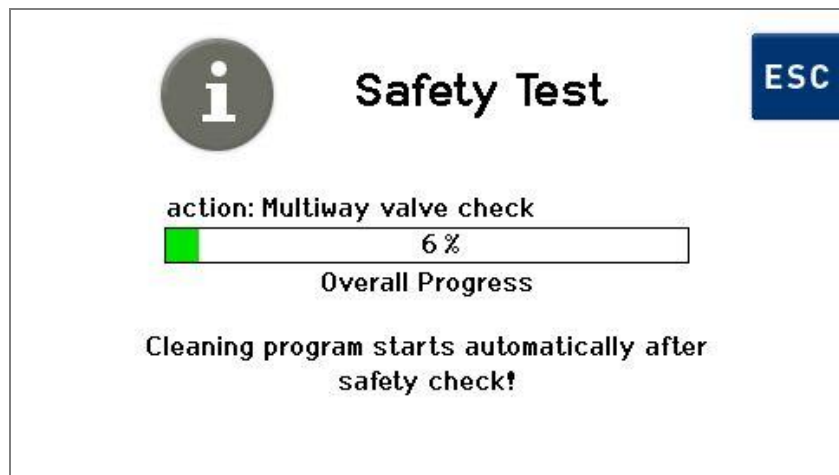 i
Safety Test
ESC
action: Multiway valve check
6 %
Overall Progress
Cleaning program starts automatically after
safety check!